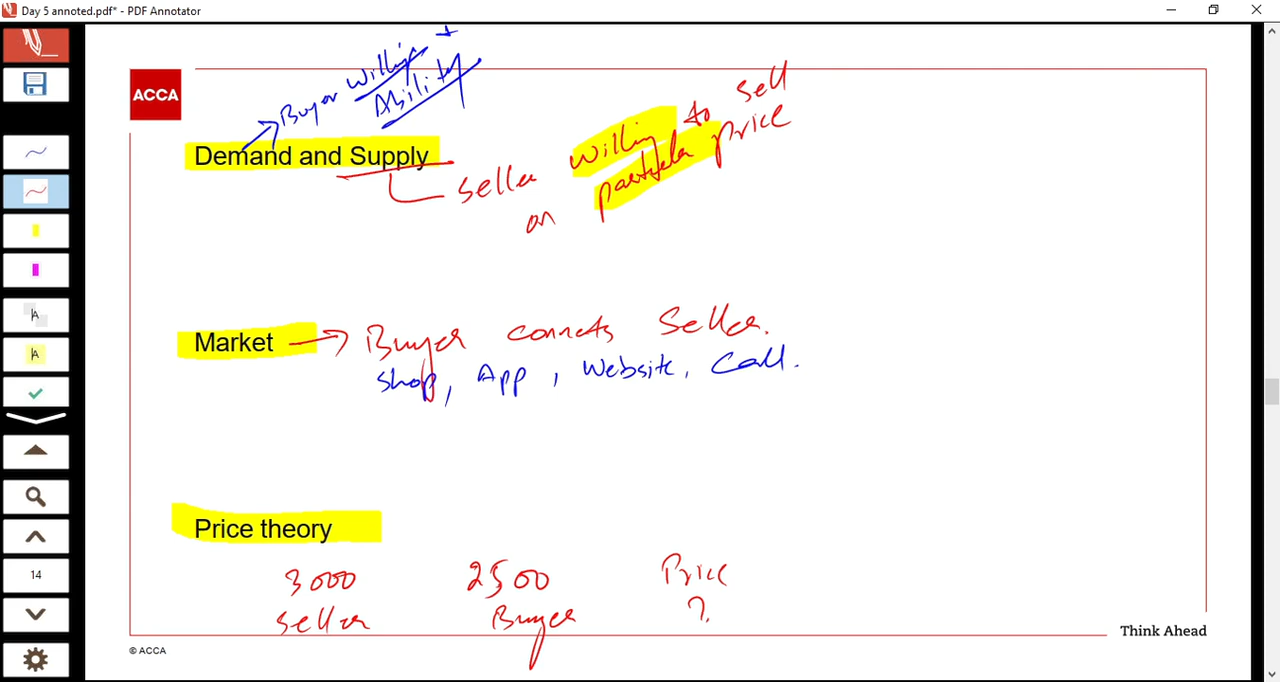 Day 5 annoted.pdf* - PDF Annotator
ACCA
Buyer Willing +
Ability
Demand and Supply
Seller willing to sell
on particular price
Market
Buyer connects Seller.
Shop, App, Website, Call.
Price theory
3000 2500 Price
Seller Buyer ?
14
Think Ahead
© ACCA